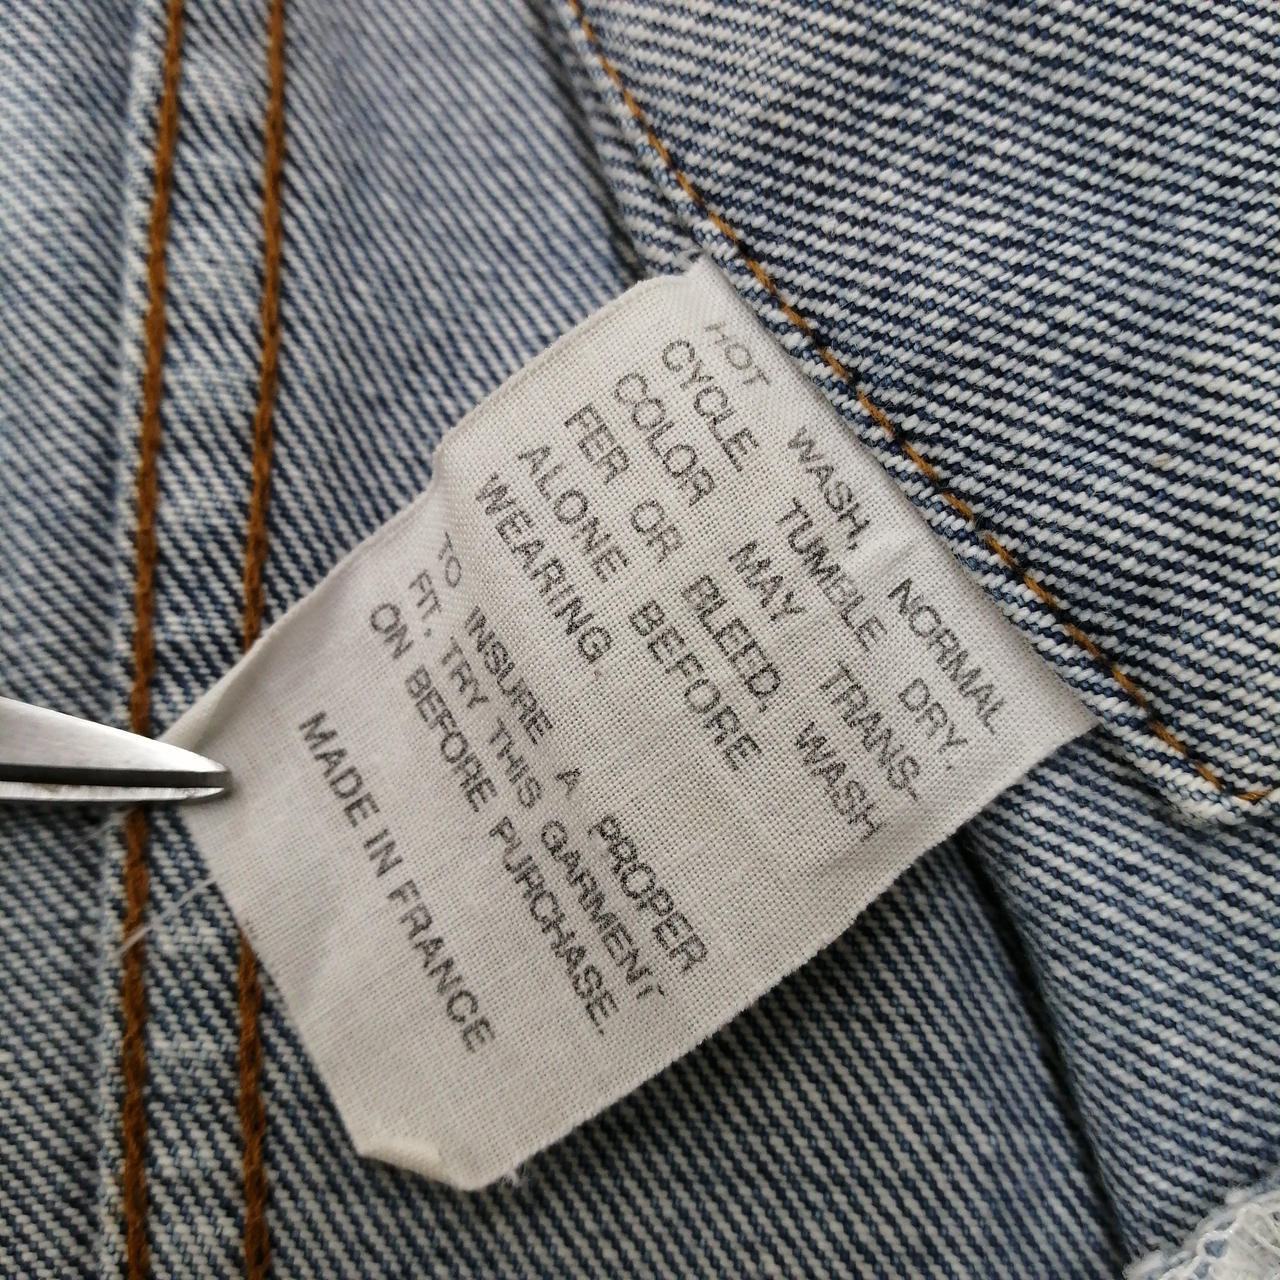 HOT WASH, NORMAL
CYCLE TUMBLE DRY.
COLOR MAY TRANS-
FER OR BLEED, WASH
ALONE BEFORE
WEARING.
TO INSURE A PROPER
FIT, TRY THIS GARMENT
ON BEFORE PURCHASE.
MADE IN FRANCE